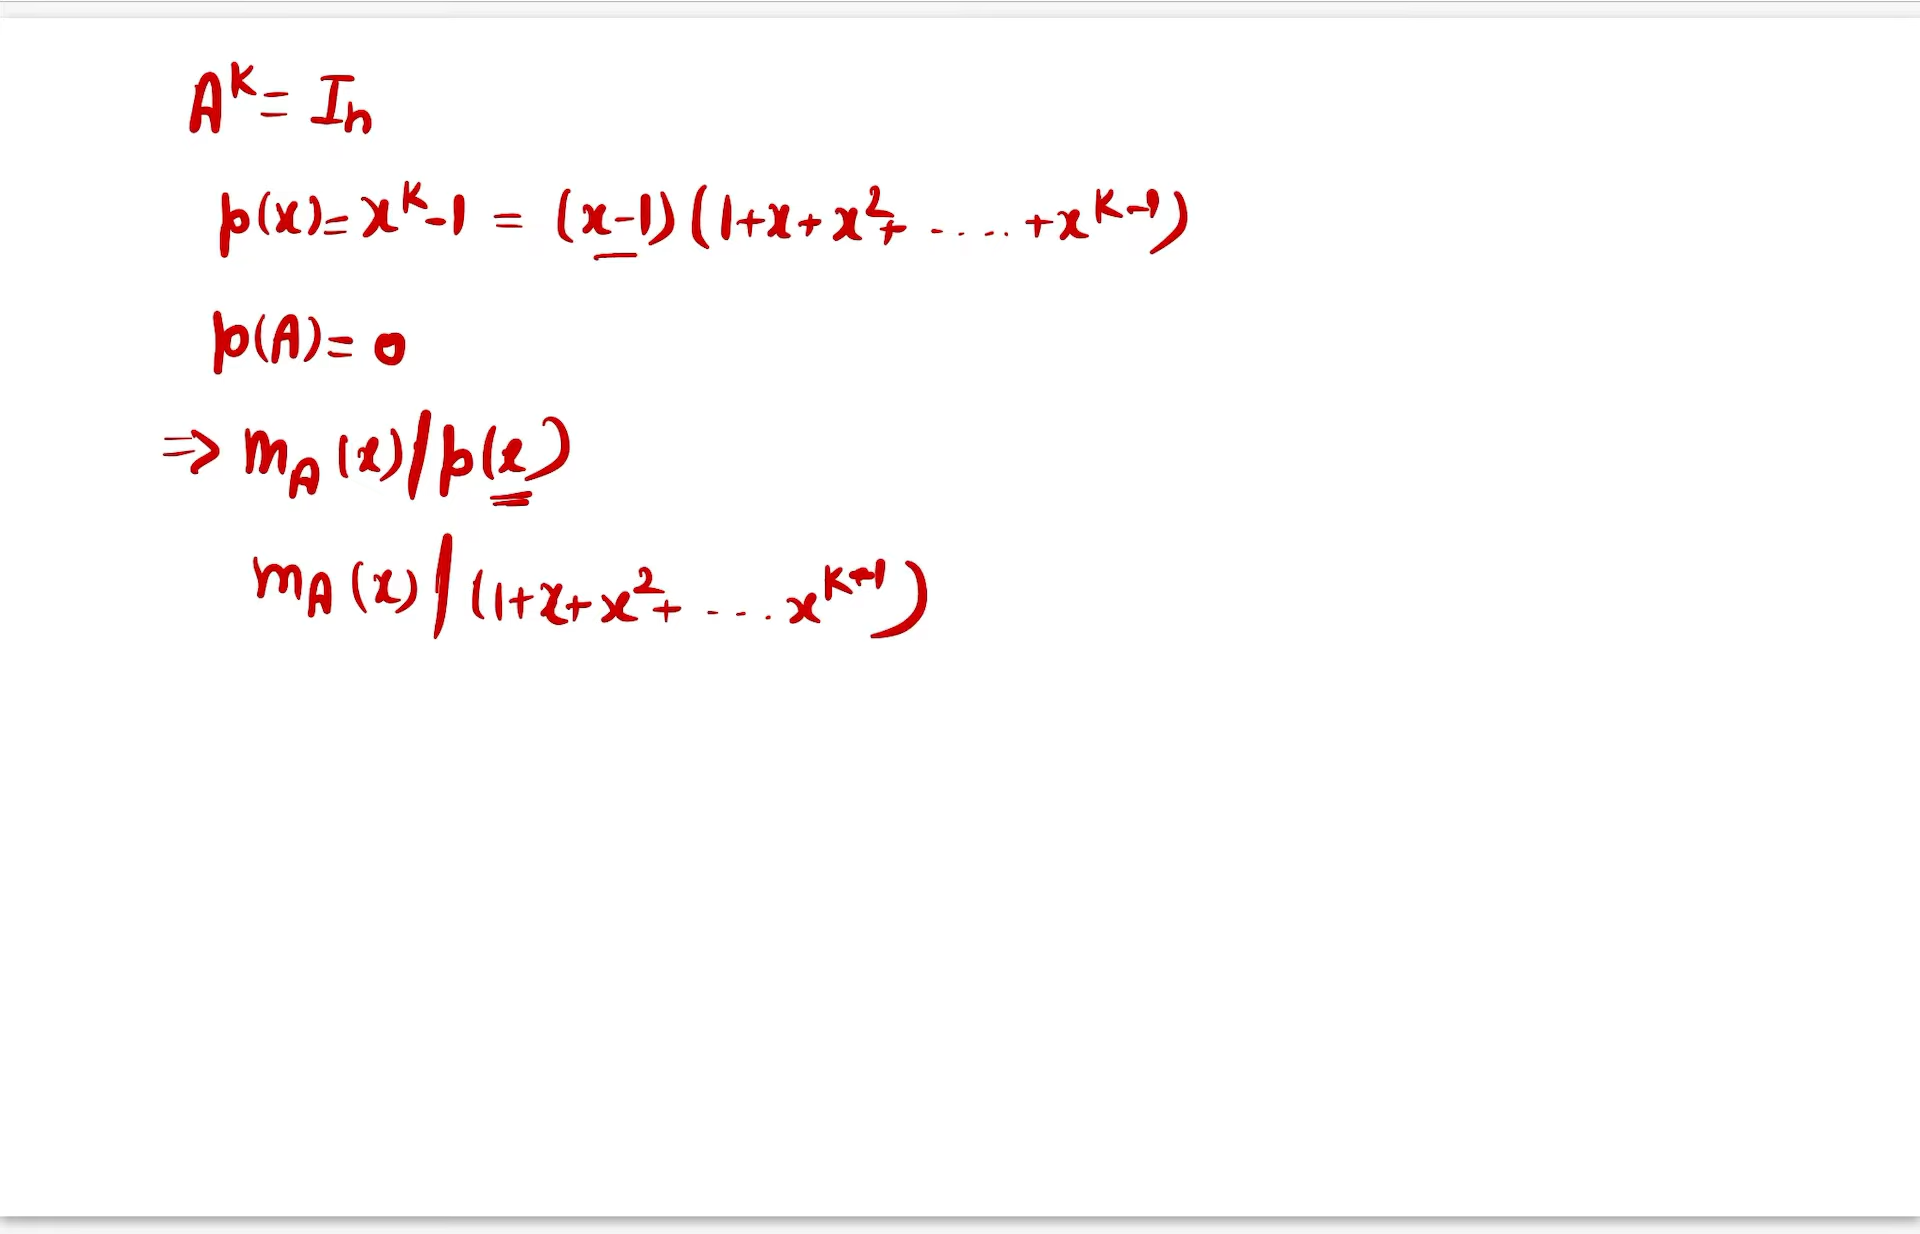 A^K = I_n
p(x) = x^K - 1 = (x-1)(1+x+x^2+ ..... +x^{K-1})
p(A) = 0
⇒ m_A(x) / p(x)
m_A(x) / (1+x+x^2+ .... x^{K-1})